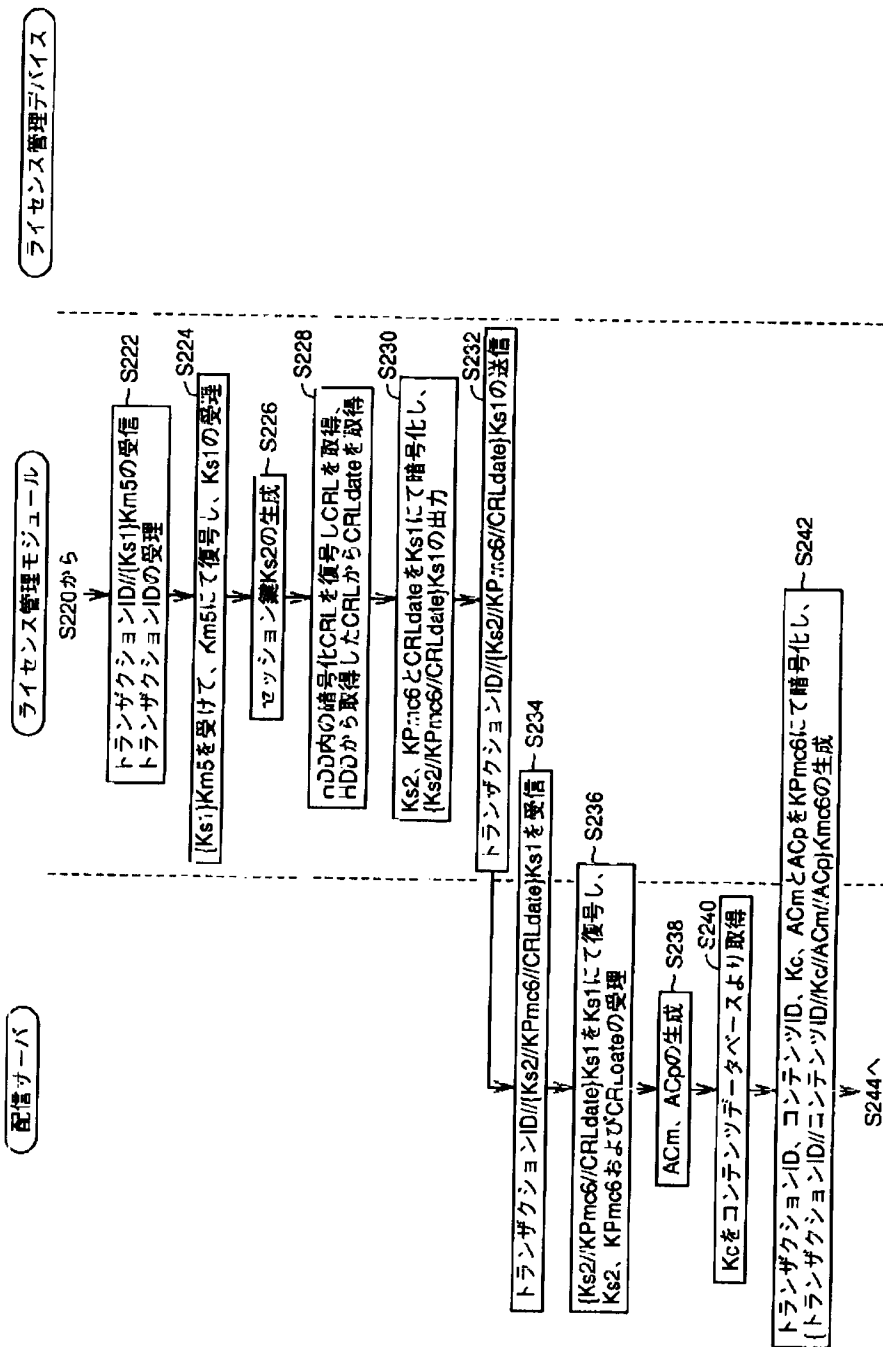 配信サーバ
ライセンス管理モジュール
ライセンス管理デバイス
S220から
トランザクションID//{Ks1}Km5の受信
トランザクションIDの受理
S222
{Ks1}Km5を受けて、Km5にて復号し、Ks1の受理
S224
セッション鍵Ks2の生成
S226
HDD内の暗号化CRLを復号しCRLを取得、
HDDから取得したCRLからCRLdateを取得
S228
Ks2、KPmc6とCRLdateをKs1にて暗号化し、
{Ks2//KPmc6//CRLdate}Ks1の出力
S230
トランザクションID//{Ks2//KPmc6//CRLdate}Ks1の送信
S232
トランザクションID//{Ks2//KPmc6//CRLdate}Ks1を受信
S234
{Ks2//KPmc6//CRLdate}Ks1をKs1にて復号し、
Ks2、KPmc6およびCRLdateの受理
S236
ACm、ACpの生成
S238
Kcをコンテンツデータベースより取得
S240
トランザクションID、コンテンツID、Kc、ACmとACpをKPmc6にて暗号化し、
{トランザクションID//コンテンツID//Kc//ACm//ACp}Kmc6の生成
S242
S244へ